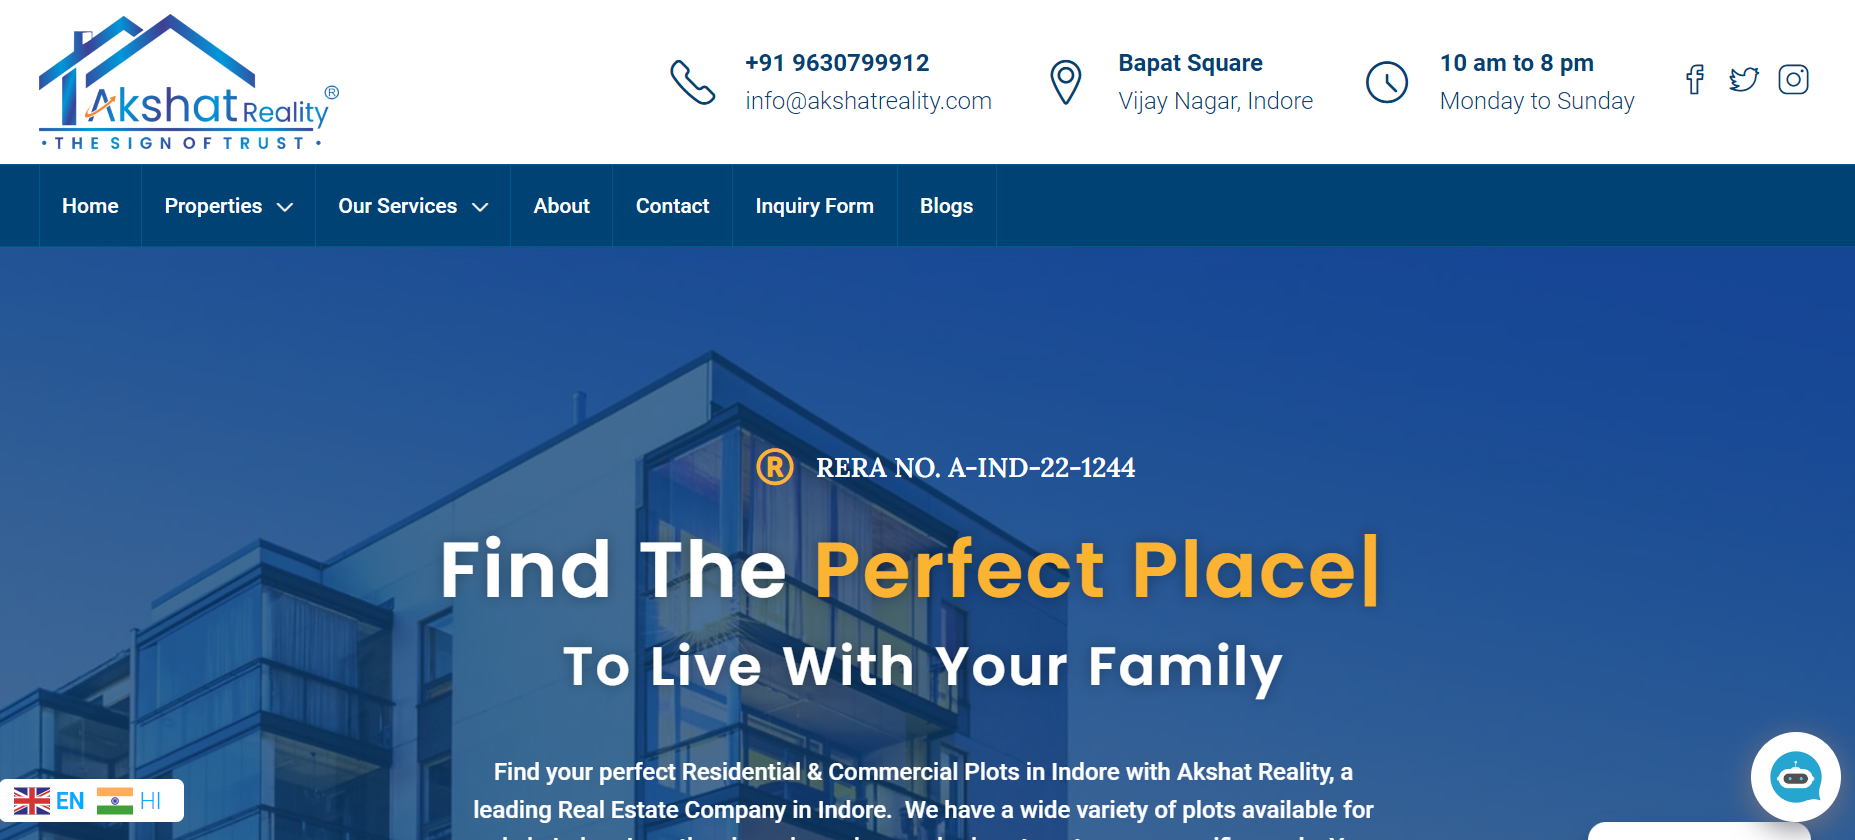 Akshat Reality®
• THE SIGN OF TRUST •
+91 9630799912
info@akshatreality.com
Bapat Square
Vijay Nagar, Indore
10 am to 8 pm
Monday to Sunday
Home
Properties
Our Services
About
Contact
Inquiry Form
Blogs
® RERA NO. A-IND-22-1244
Find The Perfect Place|
To Live With Your Family
Find your perfect Residential & Commercial Plots in Indore with Akshat Reality, a
leading Real Estate Company in Indore. We have a wide variety of plots available for
EN HI